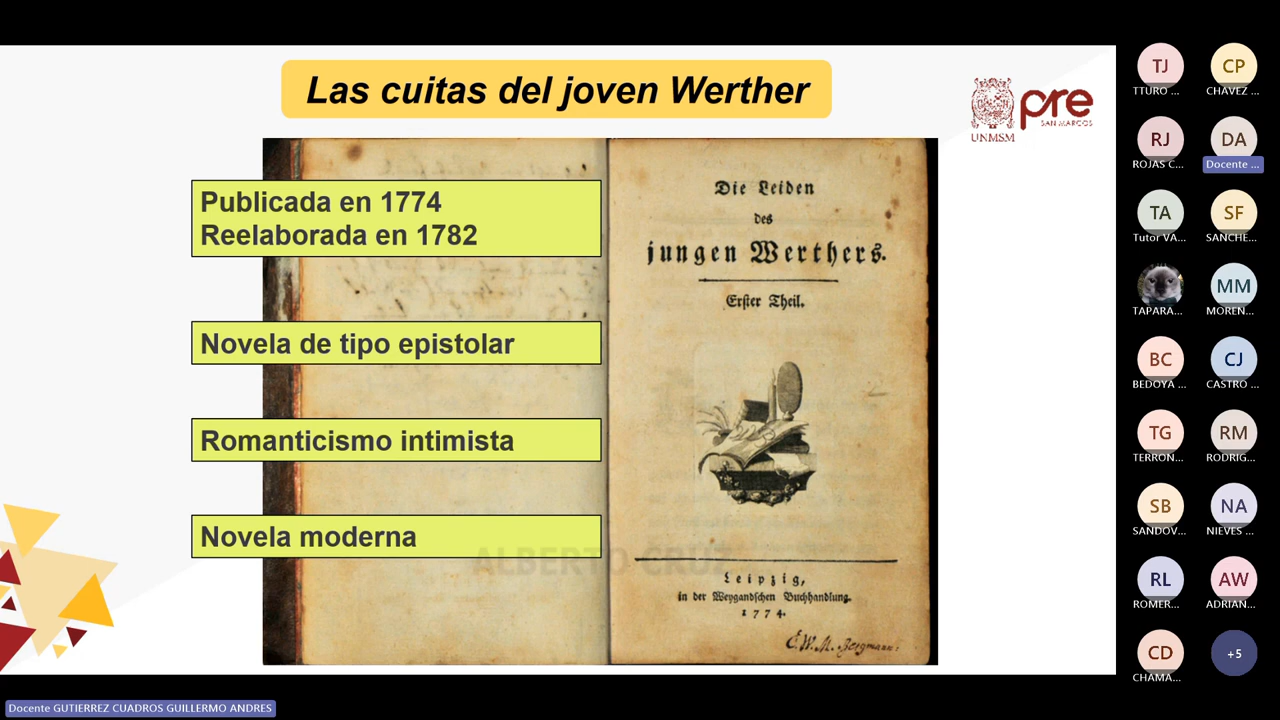 Las cuitas del joven Werther
UNMSM
pre
SAN MARCOS
Publicada en 1774
Reelaborada en 1782
Novela de tipo epistolar
Romanticismo intimista
Novela moderna
ALBERTO CRUZ
Die Leiden
des
jungen Werthers.
Erster Theil.
Leipzig,
in der Weygandschen Buchhandlung.
1774.
TJ
TTURO ...
CP
CHAVEZ ...
RJ
ROJAS C...
DA
Docente ...
TA
Tutor VA...
SF
SANCHE...
TAPARA...
MM
MOREN...
BC
BEDOYA ...
CJ
CASTRO ...
TG
TERRON...
RM
RODRIG...
SB
SANDOV...
NA
NIEVES ...
RL
ROMER...
AW
ADRIAN...
CD
CHAMA...
+5
Docente GUTIERREZ CUADROS GUILLERMO ANDRES